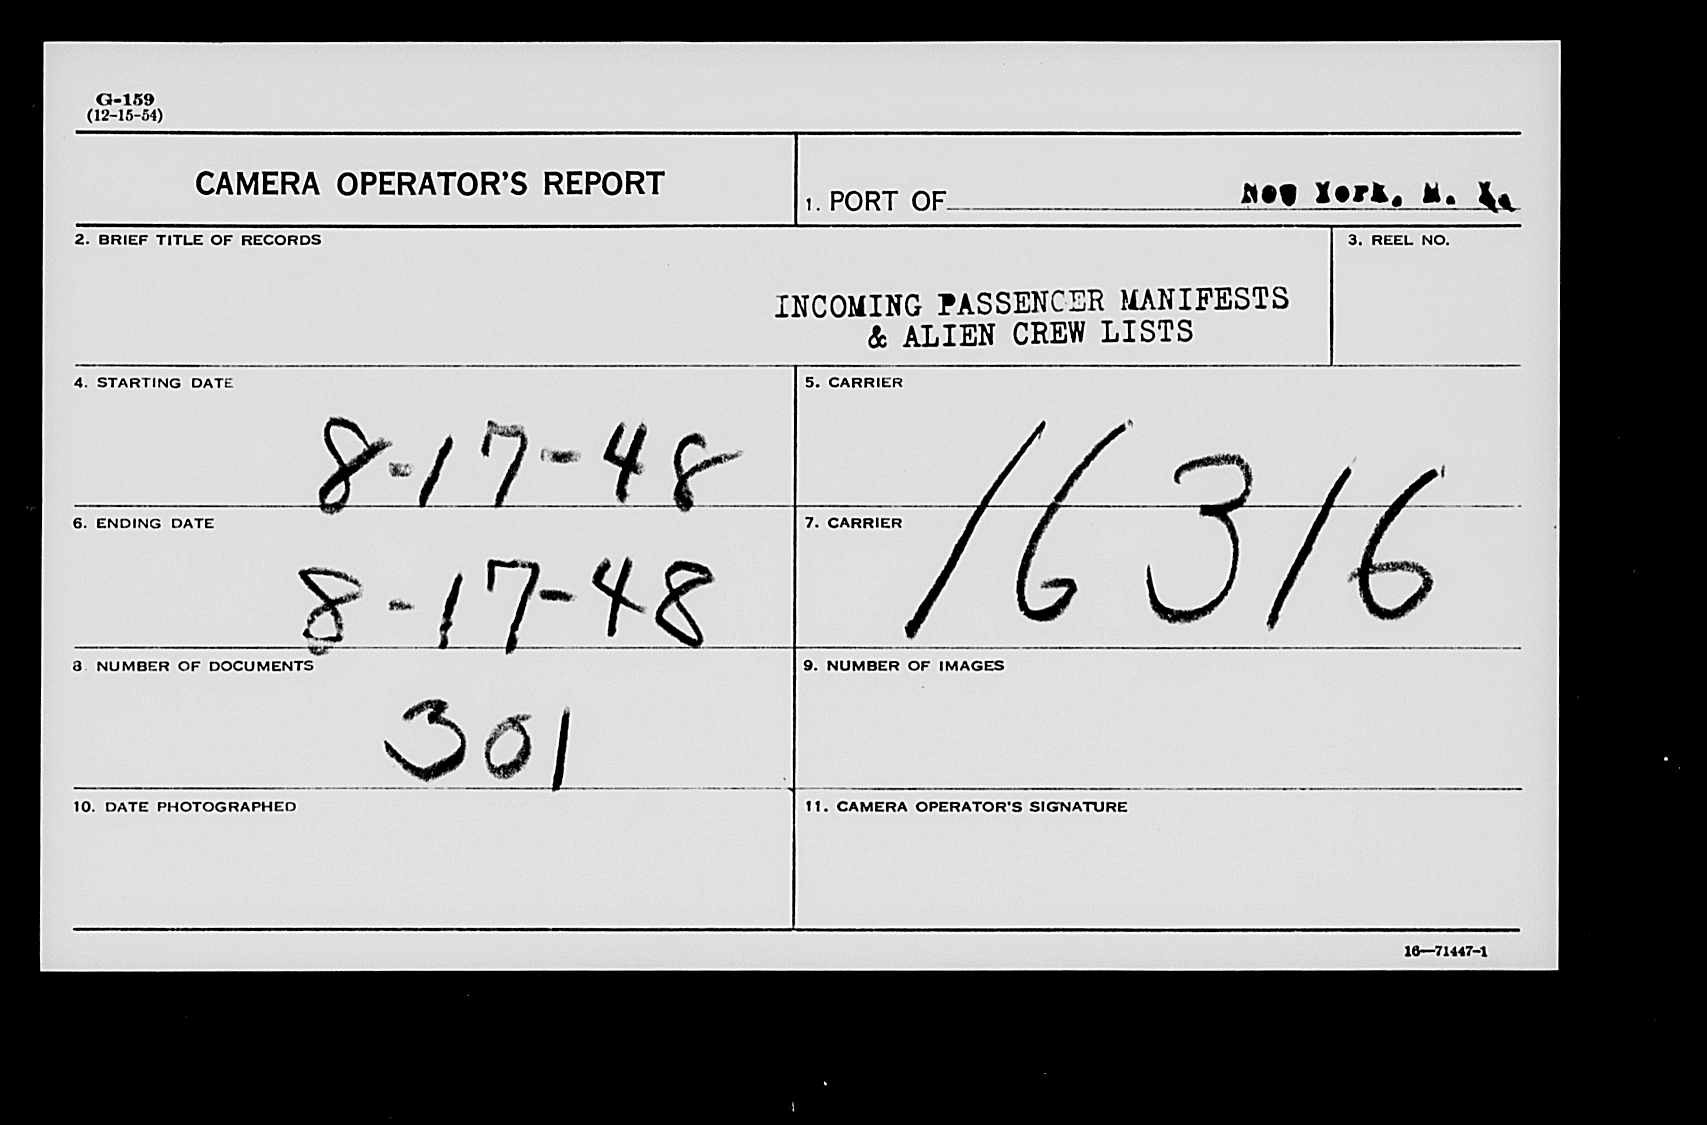 G-159
(12-15-54)
CAMERA OPERATOR'S REPORT
1. PORT OF New York, N. Y.
2. BRIEF TITLE OF RECORDS
3. REEL NO.
INCOMING PASSENGER MANIFESTS
& ALIEN CREW LISTS
4. STARTING DATE
8-17-48
5. CARRIER
6. ENDING DATE
8-17-48
7. CARRIER
16316
8. NUMBER OF DOCUMENTS
301
9. NUMBER OF IMAGES
10. DATE PHOTOGRAPHED
11. CAMERA OPERATOR'S SIGNATURE
16—71447-1